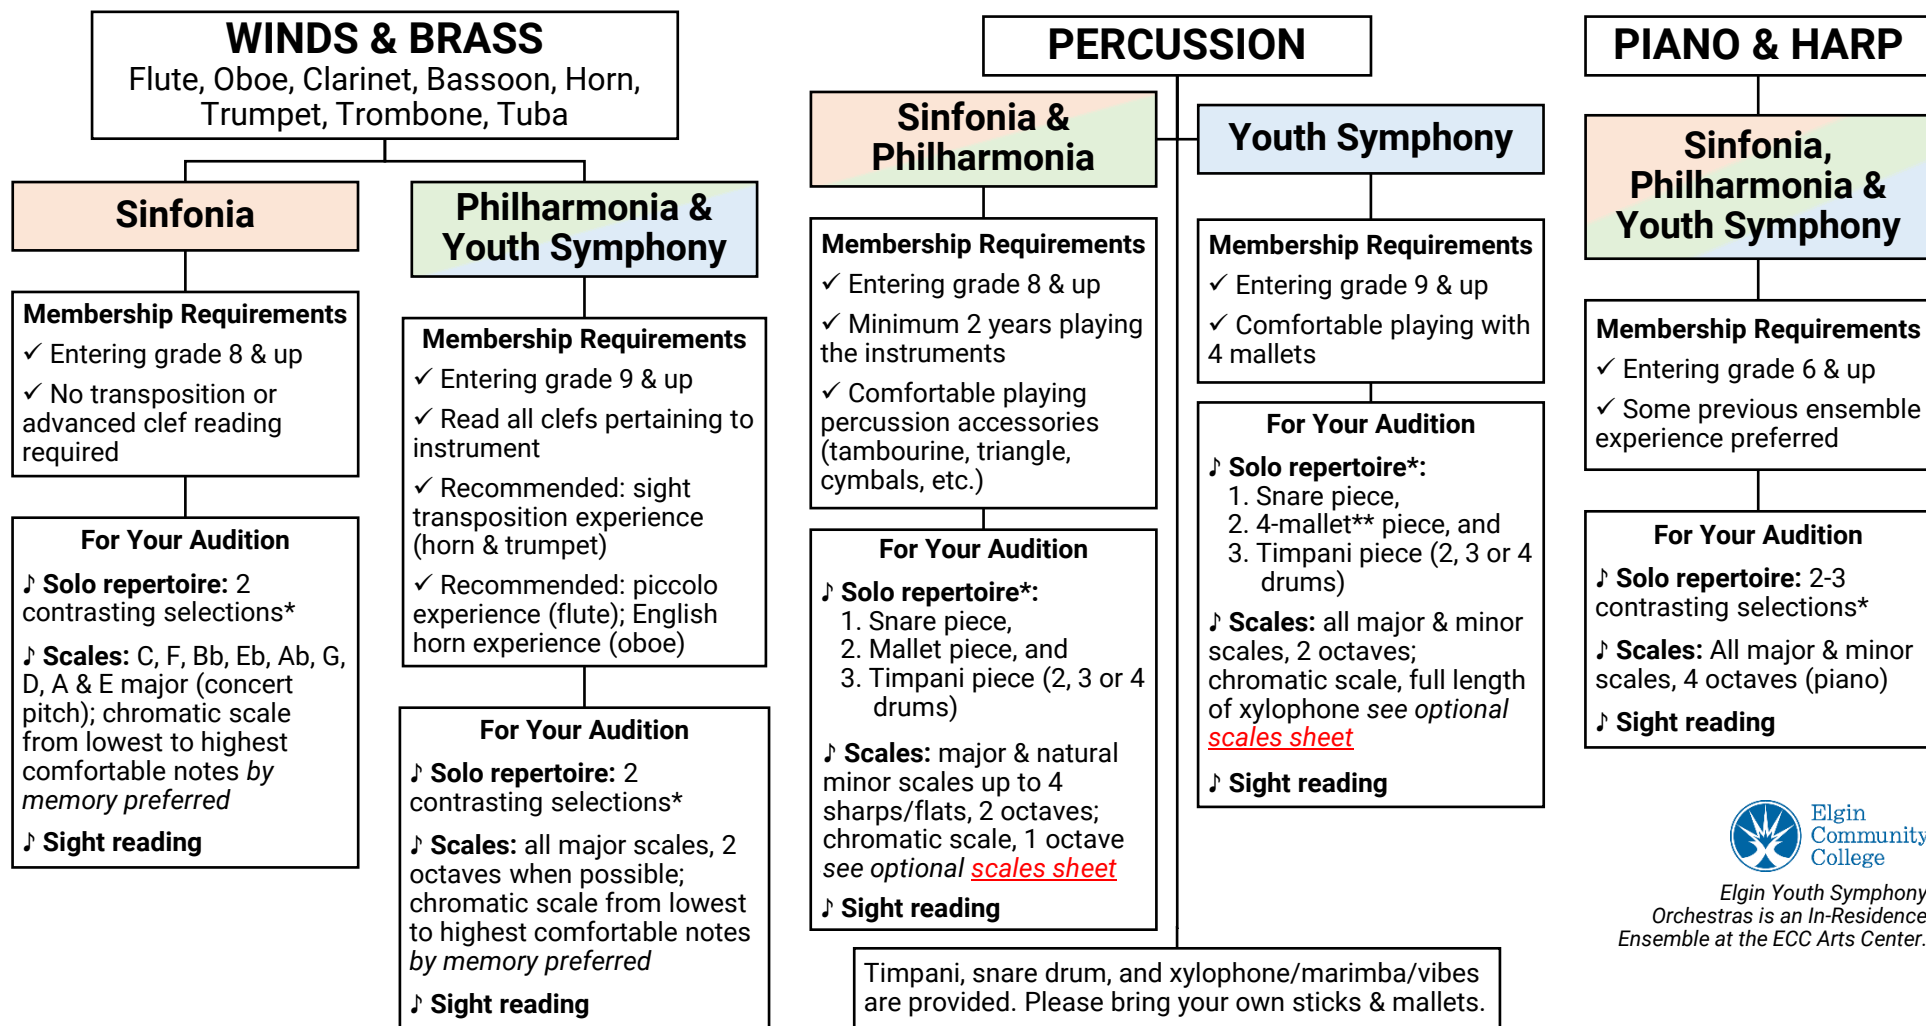 WINDS & BRASS
Flute, Oboe, Clarinet, Bassoon, Horn,
Trumpet, Trombone, Tuba
Sinfonia
Membership Requirements
✓ Entering grade 8 & up
✓ No transposition or
advanced clef reading
required
For Your Audition
♪ Solo repertoire: 2
contrasting selections*
♪ Scales: C, F, Bb, Eb, Ab, G,
D, A & E major (concert
pitch); chromatic scale
from lowest to highest
comfortable notes by
memory preferred
♪ Sight reading
Philharmonia &
Youth Symphony
Membership Requirements
✓ Entering grade 9 & up
✓ Read all clefs pertaining to
instrument
✓ Recommended: sight
transposition experience
(horn & trumpet)
✓ Recommended: piccolo
experience (flute); English
horn experience (oboe)
For Your Audition
♪ Solo repertoire: 2
contrasting selections*
♪ Scales: all major scales, 2
octaves when possible;
chromatic scale from lowest
to highest comfortable notes
by memory preferred
♪ Sight reading
PERCUSSION
Sinfonia &
Philharmonia
Membership Requirements
✓ Entering grade 8 & up
✓ Minimum 2 years playing
the instruments
✓ Comfortable playing
percussion accessories
(tambourine, triangle,
cymbals, etc.)
For Your Audition
♪ Solo repertoire*:
1. Snare piece,
2. Mallet piece, and
3. Timpani piece (2, 3 or 4
drums)
♪ Scales: major & natural
minor scales up to 4
sharps/flats, 2 octaves;
chromatic scale, 1 octave
see optional scales sheet
♪ Sight reading
Youth Symphony
Membership Requirements
✓ Entering grade 9 & up
✓ Comfortable playing with
4 mallets
For Your Audition
♪ Solo repertoire*:
1. Snare piece,
2. 4-mallet** piece, and
3. Timpani piece (2, 3 or 4
drums)
♪ Scales: all major & minor
scales, 2 octaves;
chromatic scale, full length
of xylophone see optional
scales sheet
♪ Sight reading
Timpani, snare drum, and xylophone/marimba/vibes
are provided. Please bring your own sticks & mallets.
PIANO & HARP
Sinfonia,
Philharmonia &
Youth Symphony
Membership Requirements
✓ Entering grade 6 & up
✓ Some previous ensemble
experience preferred
For Your Audition
♪ Solo repertoire: 2-3
contrasting selections*
♪ Scales: All major & minor
scales, 4 octaves (piano)
♪ Sight reading
Elgin
Community
College
Elgin Youth Symphony
Orchestras is an In-Residence
Ensemble at the ECC Arts Center.